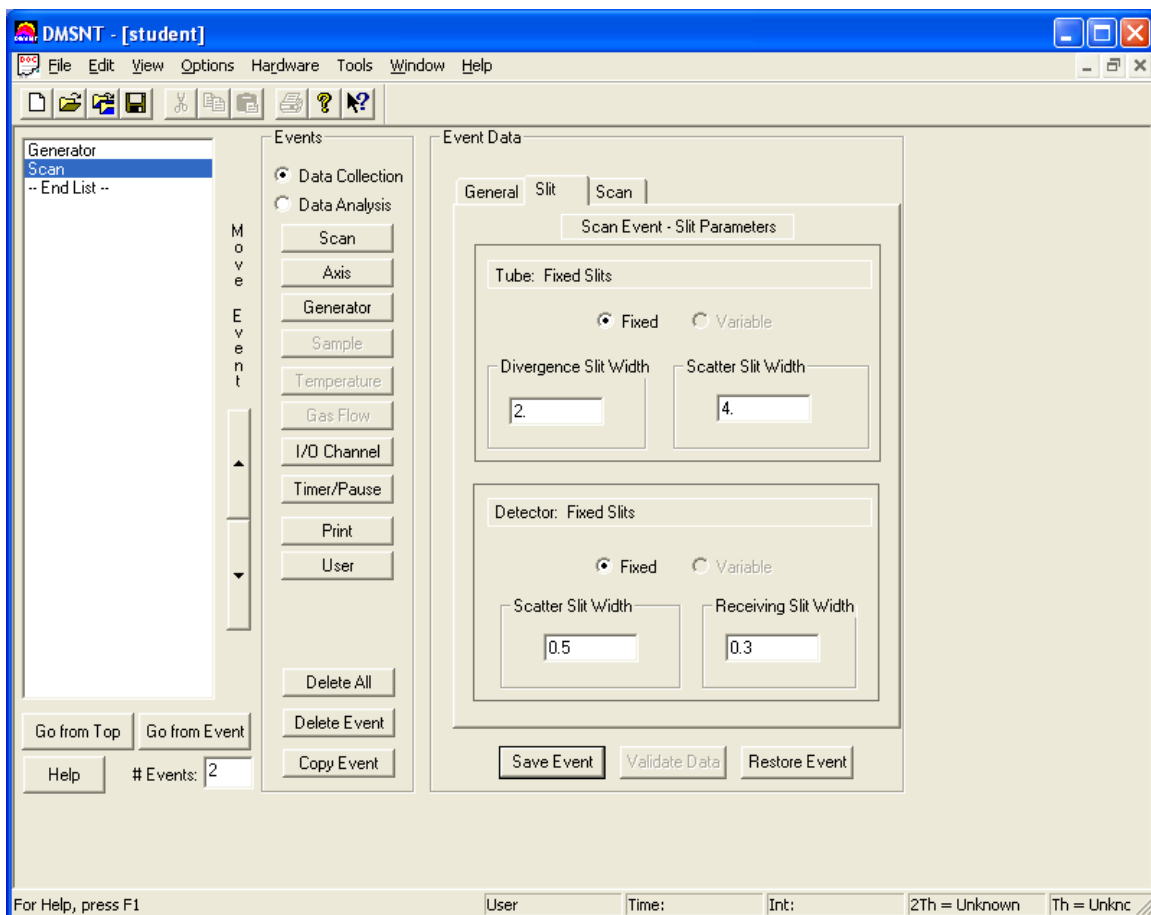 DMSNT - [student]
File Edit View Options Hardware Tools Window Help
Generator
Scan
-- End List --
Move Event
Go from Top Go from Event
Help # Events: 2
Events
Data Collection
Data Analysis
Scan
Axis
Generator
Sample
Temperature
Gas Flow
I/O Channel
Timer/Pause
Print
User
Delete All
Delete Event
Copy Event
Event Data
General Slit Scan
Scan Event - Slit Parameters
Tube: Fixed Slits
Fixed Variable
Divergence Slit Width Scatter Slit Width
2. 4.
Detector: Fixed Slits
Fixed Variable
Scatter Slit Width Receiving Slit Width
0.5 0.3
Save Event Validate Data Restore Event
For Help, press F1 User Time: Int: 2Th = Unknown Th = Unknc